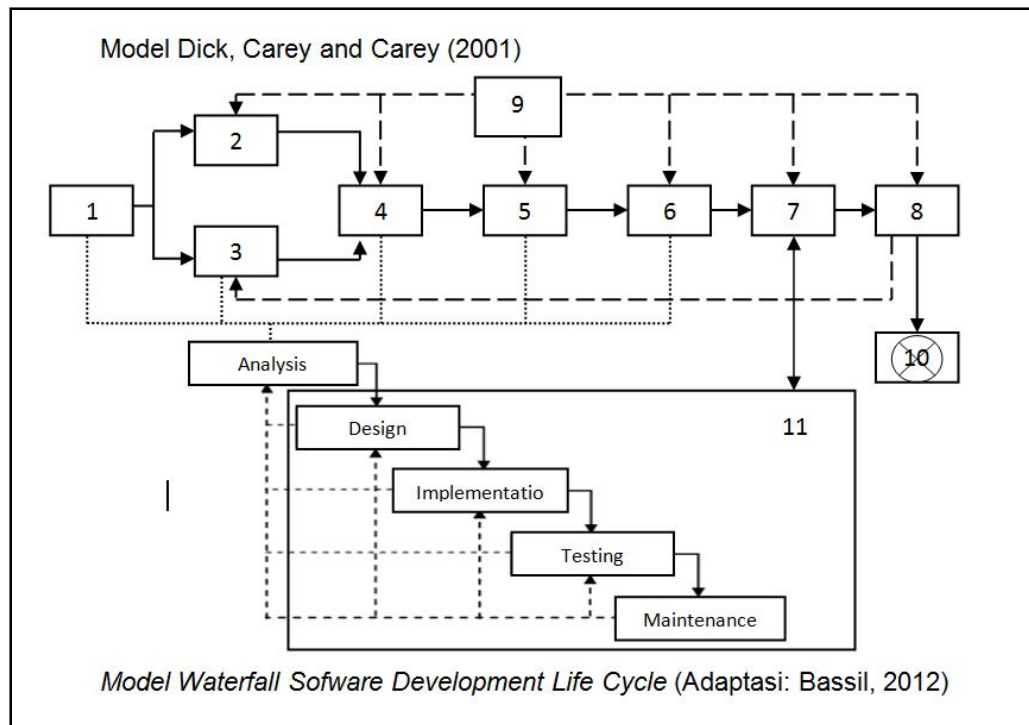 Model Dick, Carey and Carey (2001)
9
2
1
4
5
6
7
8
3
10
Analysis
11
Design
Implementatio
Testing
Maintenance
Model Waterfall Sofware Development Life Cycle (Adaptasi: Bassil, 2012)